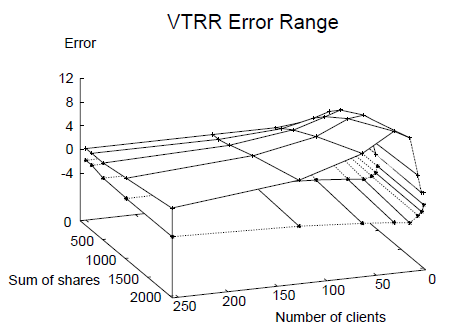 VTRR Error Range
Error
12
8
4
0
-4
0
500
1000
Sum of shares 1500
2000
250 200 150 100 50 0
Number of clients